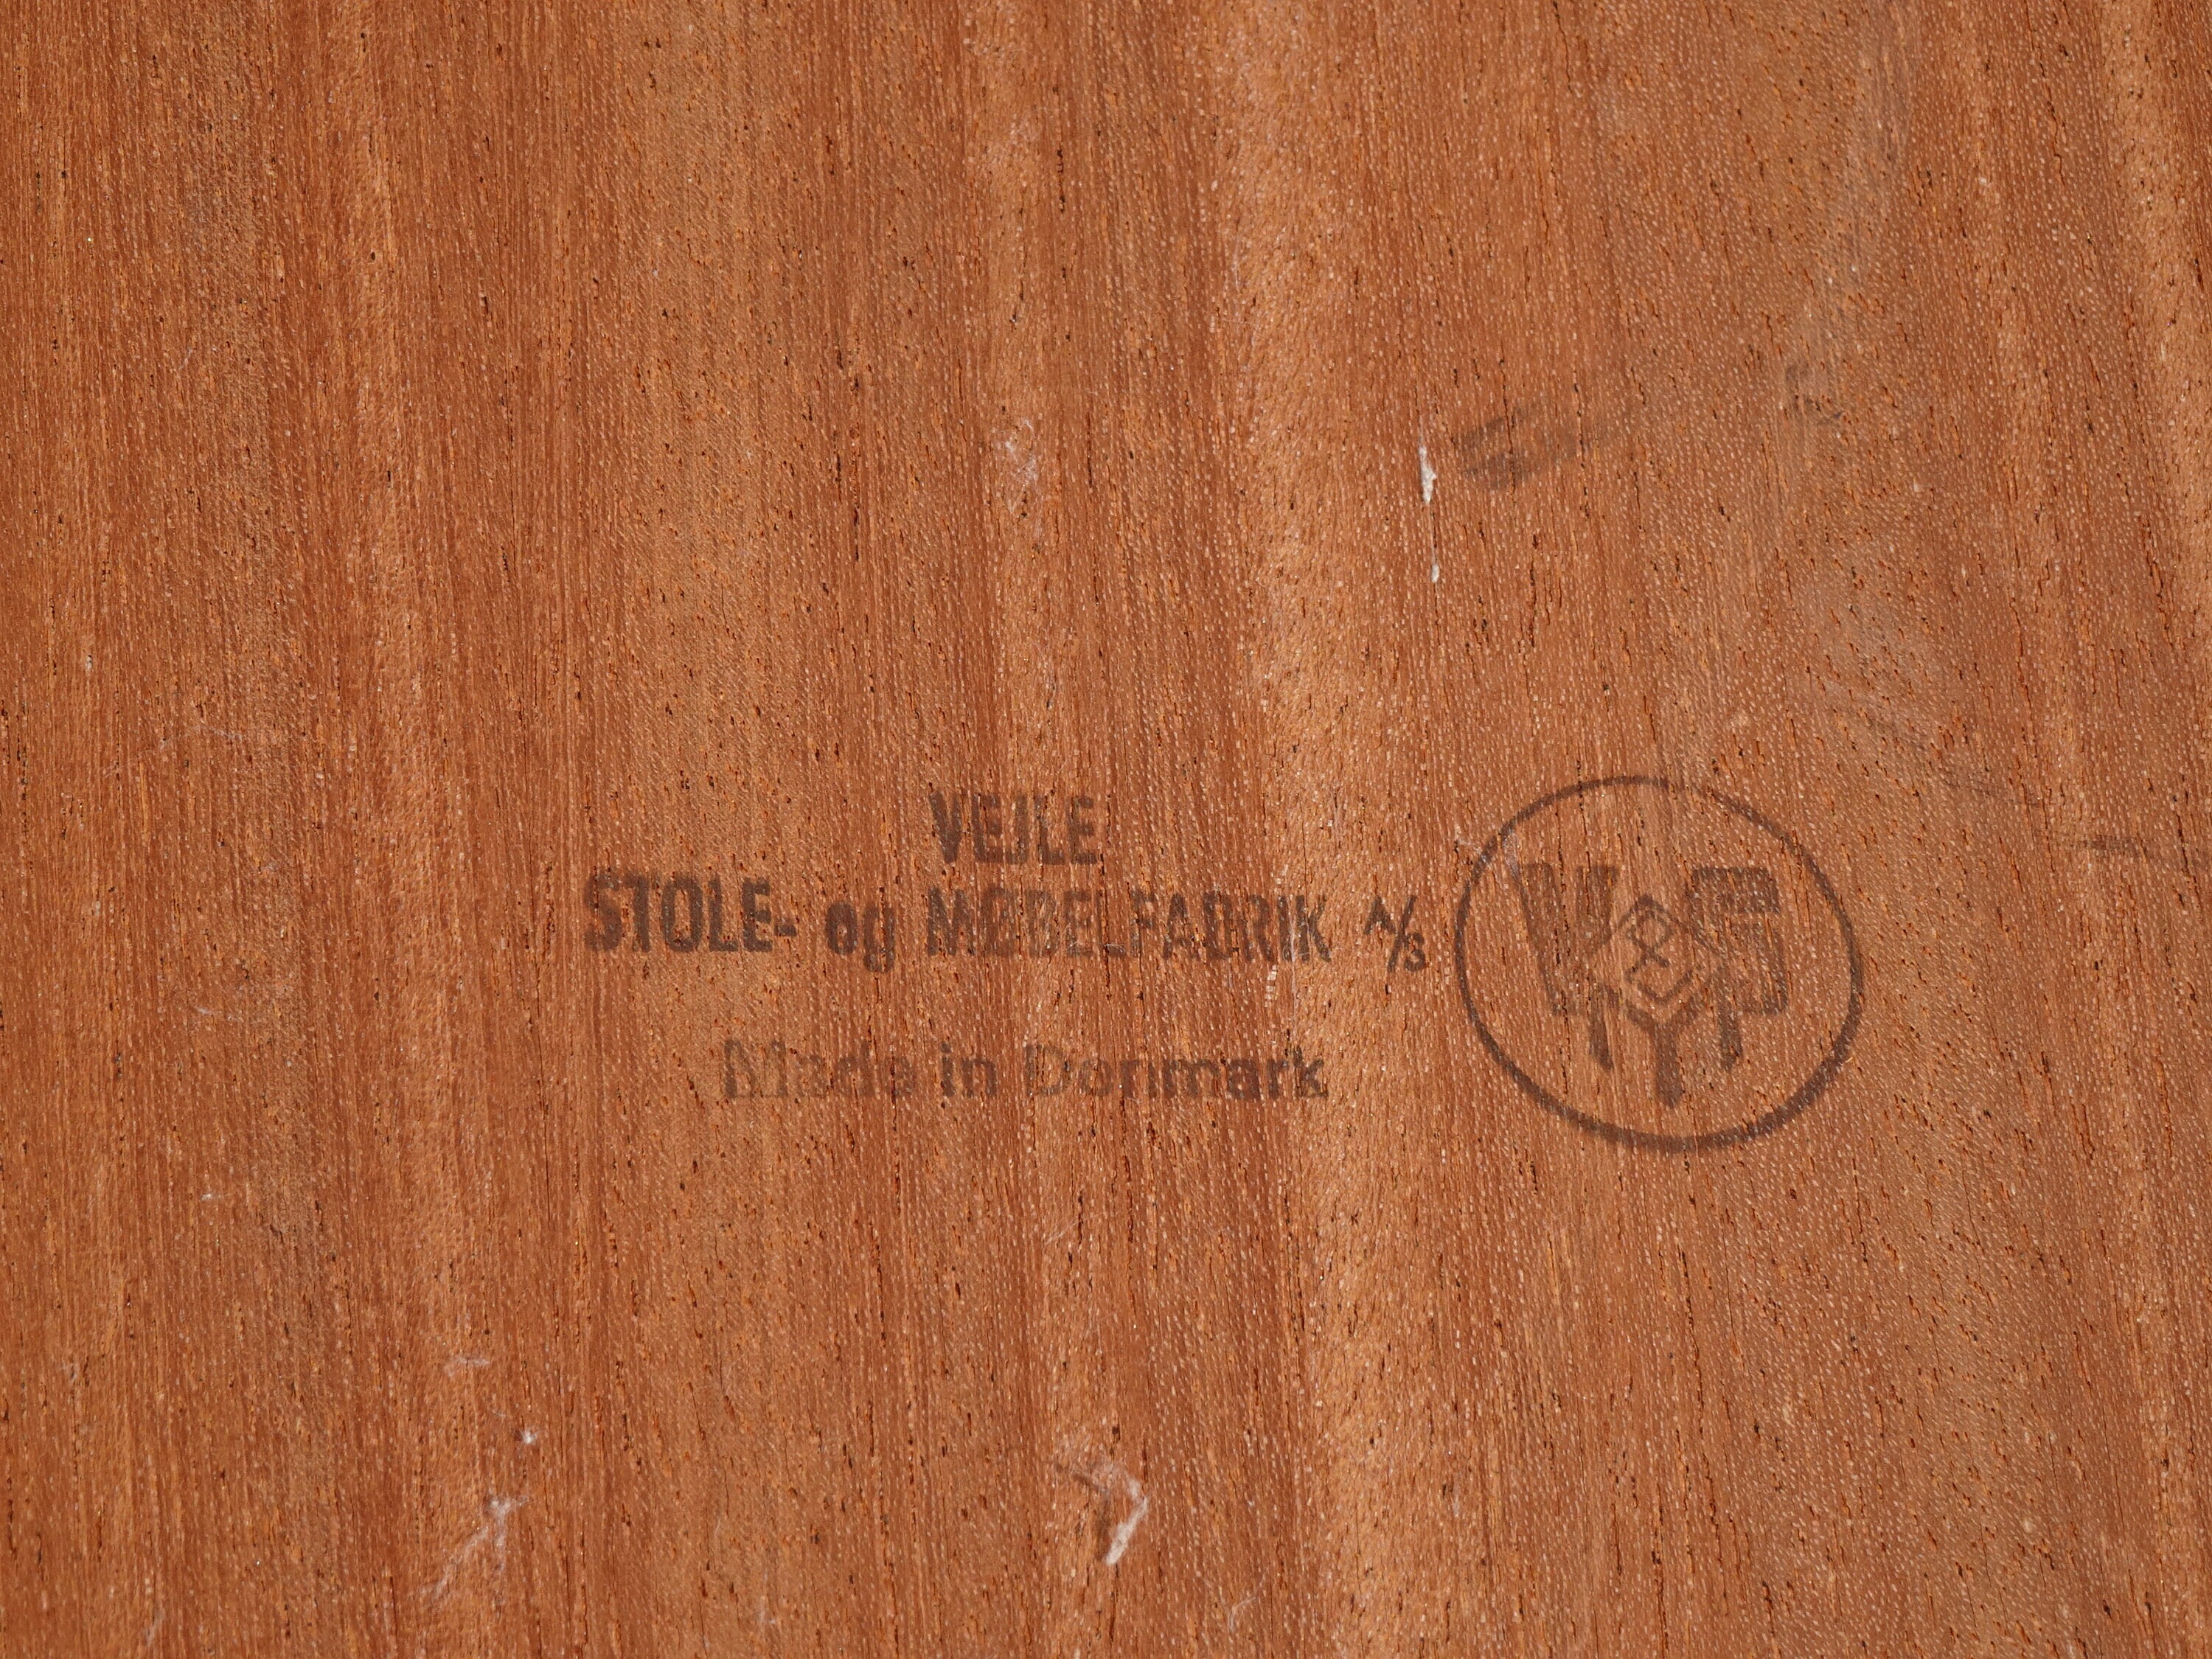 VEJLE
STOLE- og MØBELFABRIK A/S
Made in Denmark